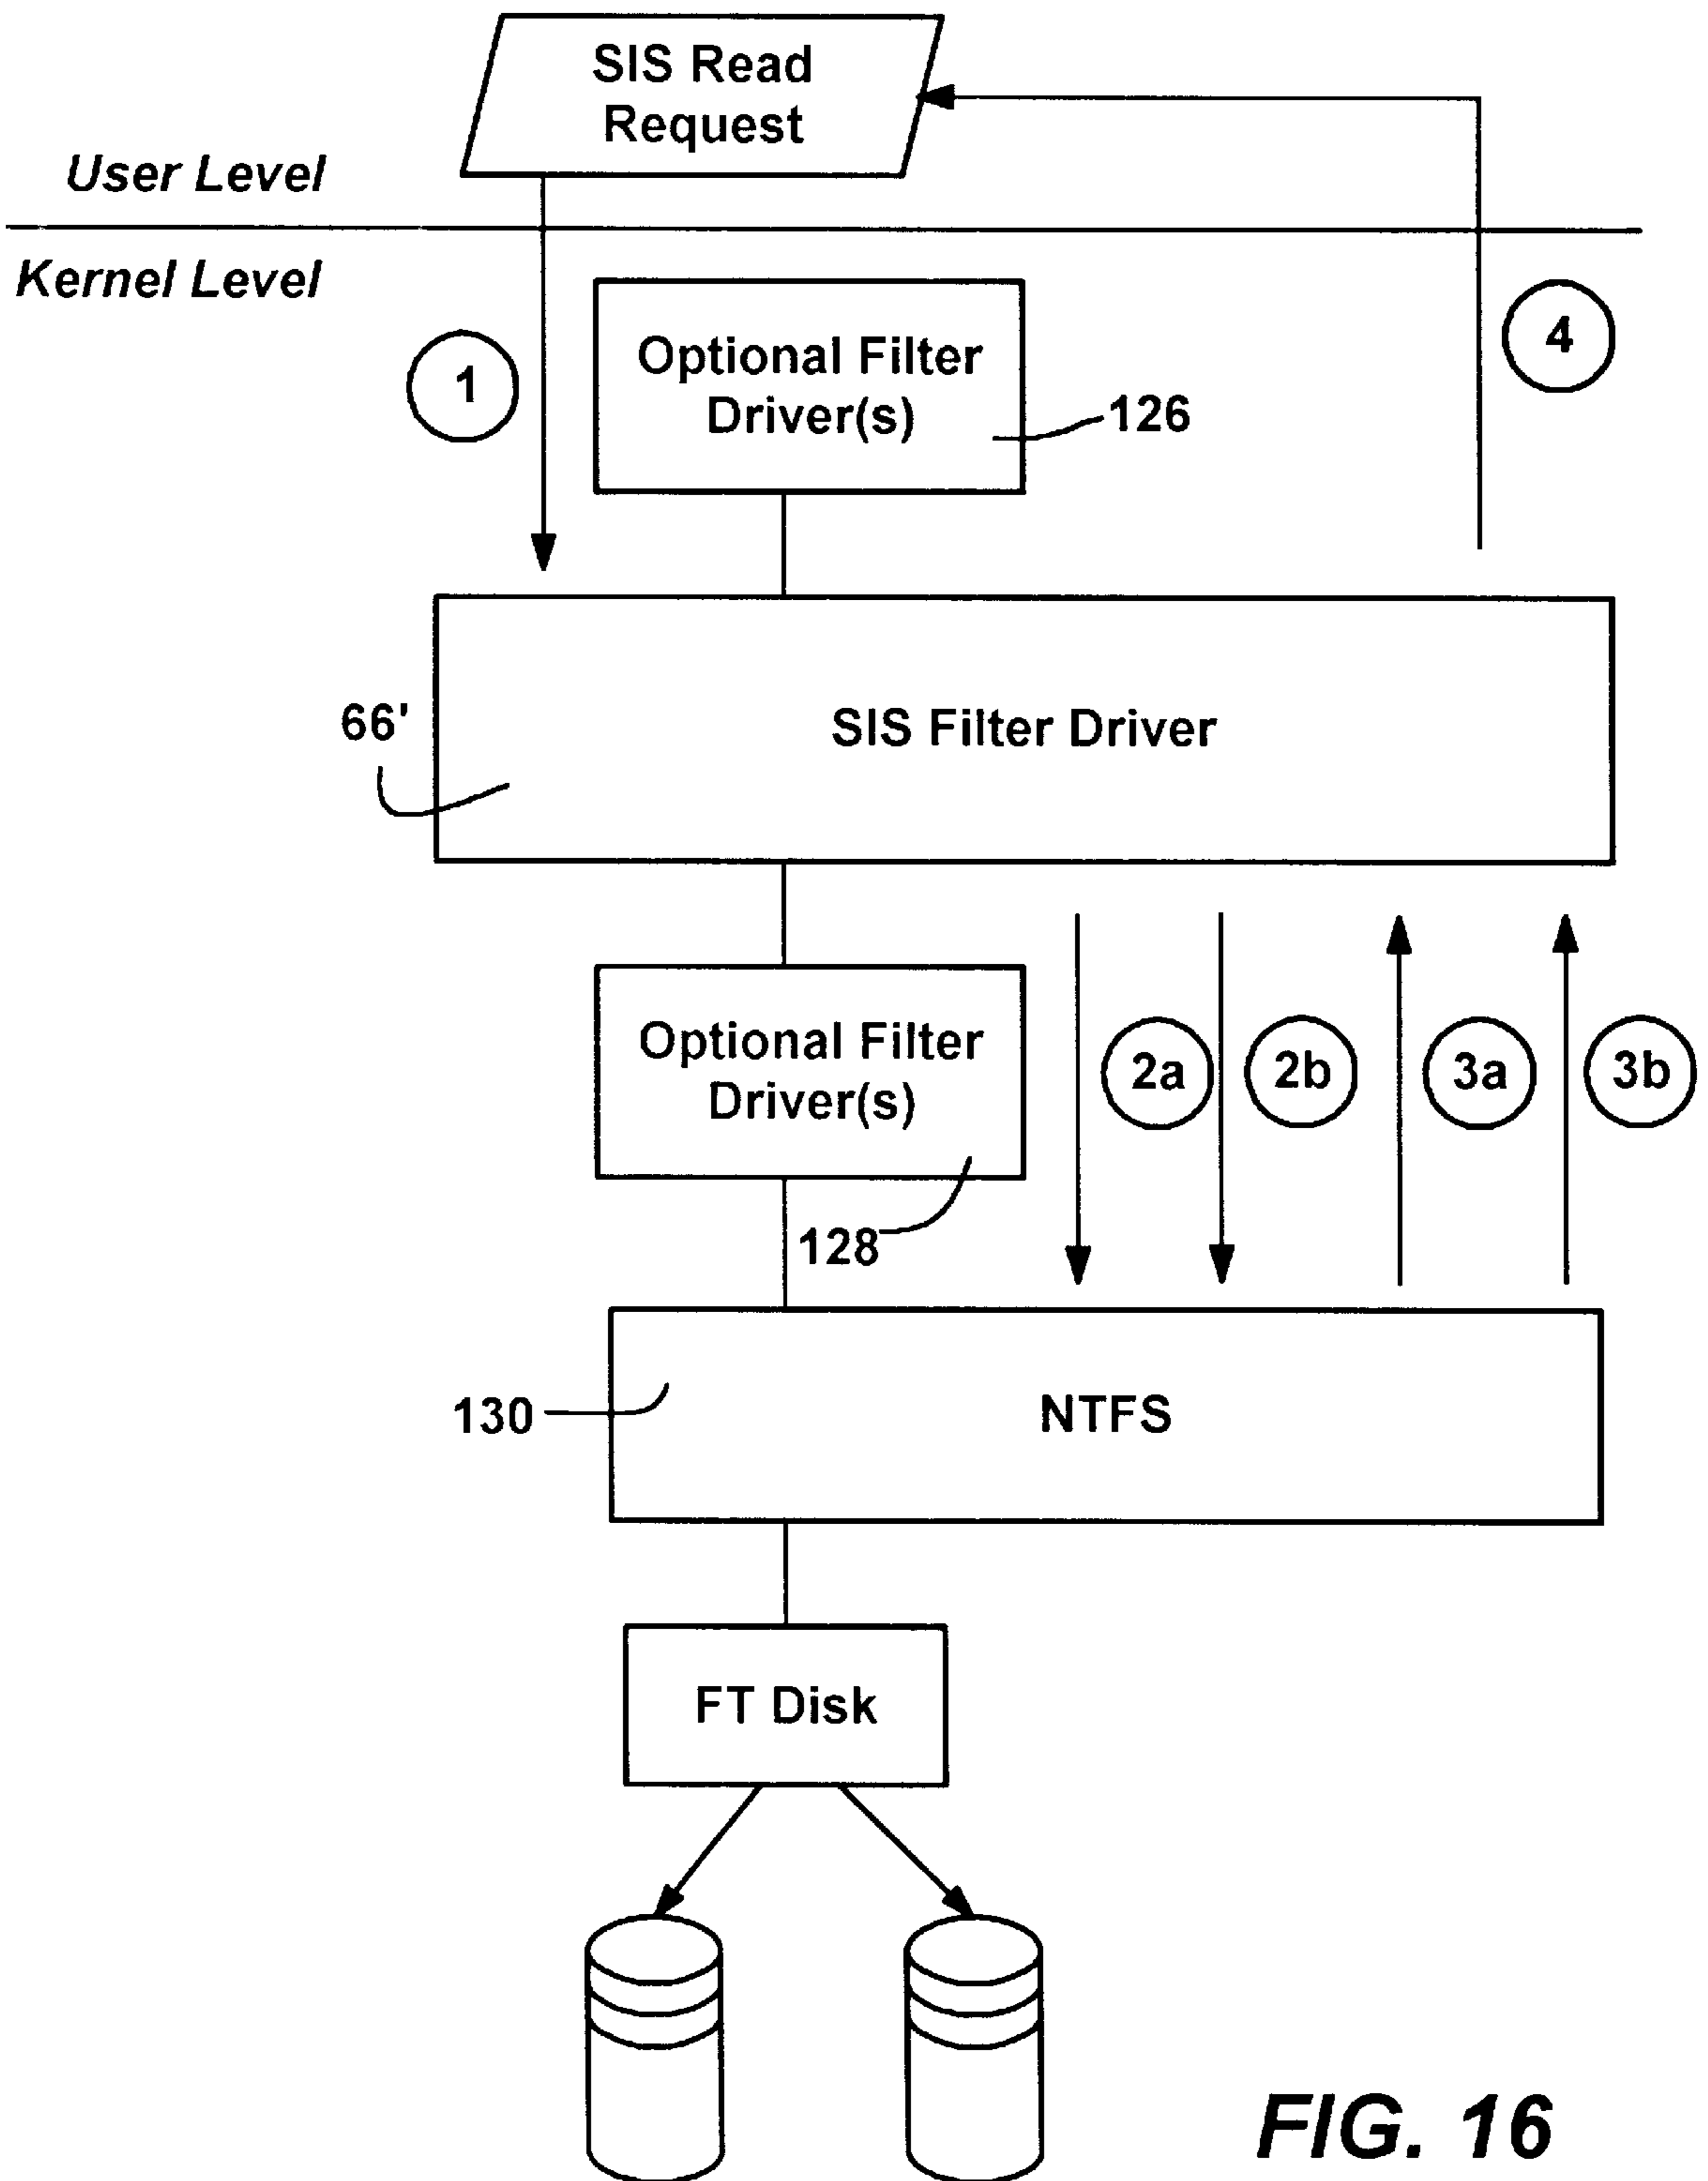 SIS Read
Request
User Level
Kernel Level
1
4
Optional Filter
Driver(s)
126
66'
SIS Filter Driver
Optional Filter
Driver(s)
2a
2b
3a
3b
128
130
NTFS
FT Disk
FIG. 16